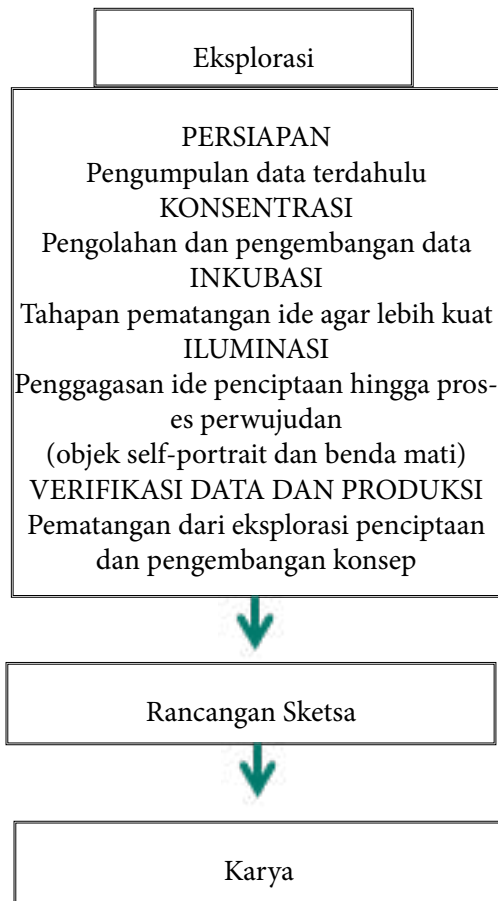 Eksplorasi
PERSIAPAN
Pengumpulan data terdahulu
KONSENTRASI
Pengolahan dan pengembangan data
INKUBASI
Tahapan pematangan ide agar lebih kuat
ILUMINASI
Penggagasan ide penciptaan hingga pros-
es perwujudan
(objek self-portrait dan benda mati)
VERIFIKASI DATA DAN PRODUKSI
Pematangan dari eksplorasi penciptaan
dan pengembangan konsep
Rancangan Sketsa
Karya